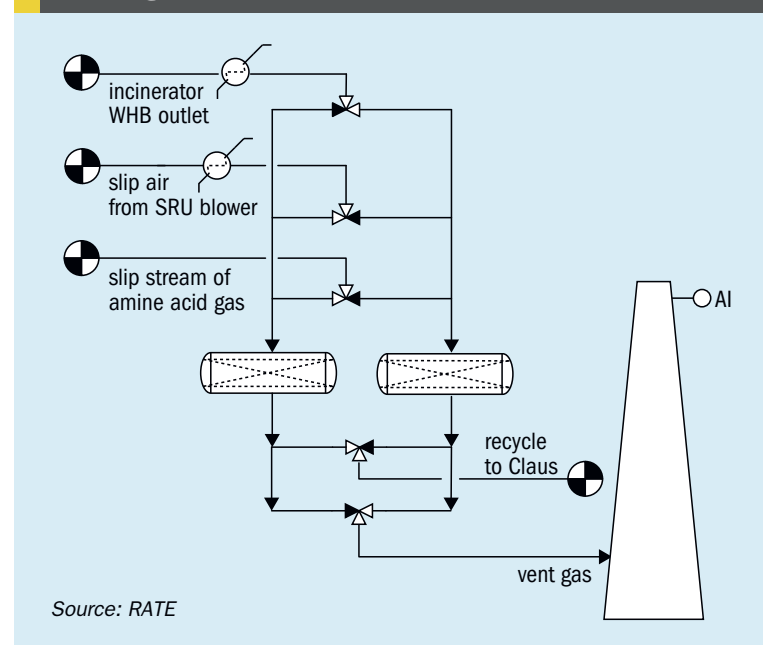 incinerator
WHB outlet
slip air
from SRU blower
slip stream of
amine acid gas
AI
recycle
to Claus
vent gas
Source: RATE